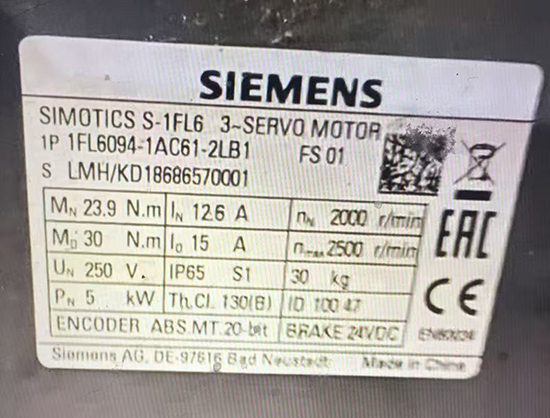 SIEMENS
SIMOTICS S-1FL6 3~SERVO MOTOR
1P 1FL6094-1AC61-2LB1 FS 01
S LMH/KD18686570001
MN 23.9 N.m IN 12.6 A nN 2000 r/min
M0 30 N.m I0 15 A nmax 2500 r/min
UN 250 V. IP65 S1 30 kg
PN 5 kW Th.Cl. 130(B) ID 100 47
ENCODER ABS.MT.20-bit BRAKE 24VDC
EAC
CE
EN60034
Siemens AG, DE-97616 Bad Neustadt Made in China